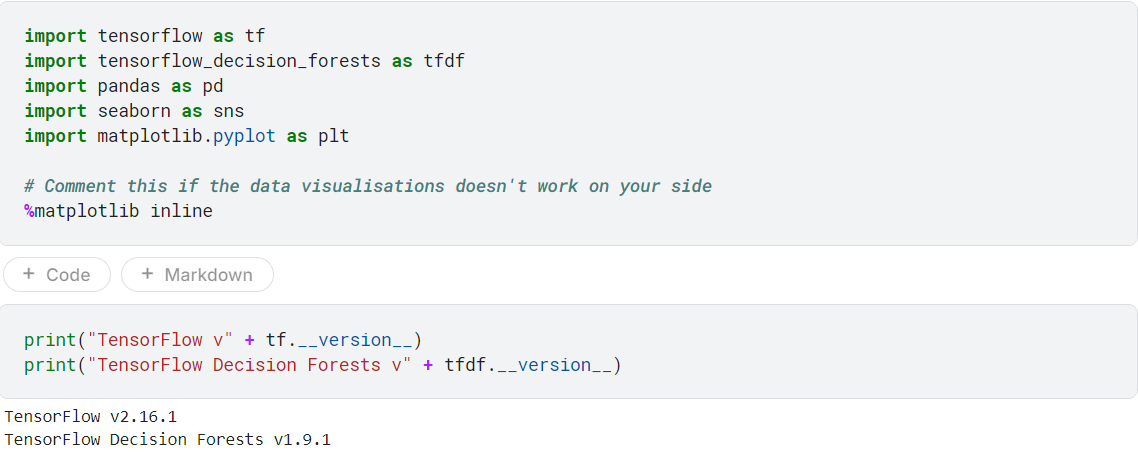 import tensorflow as tf
import tensorflow_decision_forests as tfdf
import pandas as pd
import seaborn as sns
import matplotlib.pyplot as plt
# Comment this if the data visualisations doesn't work on your side
%matplotlib inline
+ Code + Markdown
print("TensorFlow v" + tf.__version__)
print("TensorFlow Decision Forests v" + tfdf.__version__)
TensorFlow v2.16.1
TensorFlow Decision Forests v1.9.1